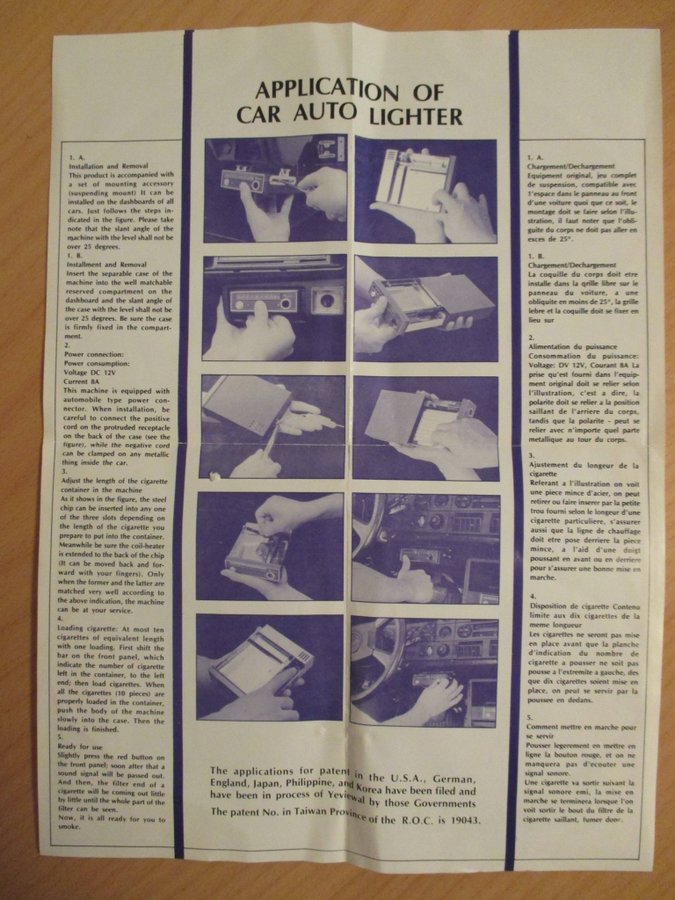 APPLICATION OF
CAR AUTO LIGHTER
1. A.
Installation and Removal
This product is accompanied with
a set of mounting accessory
(suspending mount) It can be
installed on the dashboards of all
cars. Just follow the steps in-
dicated in the figure. Please take
note that the slant angle of the
machine with the level shall not be
over 25 degrees.
1. B.
Installment and Removal
Insert the separable case of the
machine into the well matchable
reserved compartment on the
dashboard and the slant angle of
the case with the level shall not be
over 25 degrees. Be sure the case
is firmly fixed in the compart-
ment.
2.
Power connection:
Power consumption:
Voltage DC 12V
Current 8A
This machine is equipped with
automobile type power con-
nector. When installation, be
careful to connect the positive
cord on the protruded receptacle
on the back of the case (see the
figure), while the negative cord
can be clamped on any metallic
thing inside the car.
3.
Adjust the length of the cigarette
container in the machine
As it shows in the figure, the steel
chip can be inserted into any one
of the three slots depending on
the length of the cigarette you
prepare to put into the container.
Meanwhile be sure the coil-heater
is extended to the back of the chip
(It can be moved back and for-
ward with your fingers). Only
when the former and the latter are
matched very well according to
the above indication, the machine
can be at your service.
4.
Loading cigarette: At most ten
cigarettes of equivalent length
with one loading. First shift the
bar on the front panel, which
indicate the number of cigarette
left in the container, to the left
end; then load cigarettes. When
all the cigarettes (10 pieces) are
properly loaded in the container,
push the body of the machine
slowly into the case. Then the
loading is finished.
5.
Ready for use
Slightly press the red button on
the front panel; soon after that a
sound signal will be passed out.
And then, the filter end of a
cigarette will be coming out little
by little until the whole part of the
filter can be seen.
Now, it is all ready for you to
smoke.
The applications for patent in the U.S.A., German,
England, Japan, Philippine, and Korea have been filed and
have been in process of Yeviewal by those Governments
The patent No. in Taiwan Province of the R.O.C. is 19043.
1. A.
Chargement/Dechargement
Equipment original, jeu complet
de suspension, compatible avec
l'espace dans le panneau au front
d'une voiture quoi que ce soit, le
montage doit se faire selon l'illu-
stration, il faut noter que l'obli-
guite du corps ne doit pas aller en
exces de 25°.
1. B.
Chargement/Dechargement
La coquille du corps doit etre
installe dans la qrille libre sur le
panneau du voiture, a une
obliquite en moins de 25°, la grille
lebre et la coquille doit se fixer en
lieu sur
2.
Alimentation du puissance
Consommation du puissance:
Voltage: DV 12V, Courant 8A La
prise qu'est fourni dans l'equip-
ment original doit se relier selon
l'illustration, c'est a dire, la
polarite doit se relier a la position
saillant de l'arriere du corps,
tandis que la polarite - peut se
relier avec n'importe quel parte
metallique au tour du corps.
3.
Ajustement du longeur de la
cigarette
Referant a l'illustration on voit
une piece mince d'acier, on peut
retirer ou faire inserer par la petite
trou fourni selon le longeur d'une
cigarette particuliere, s'assurer
aussi que la ligne de chauffage
doit etre pose derriere la piece
mince, a l'aid d'une doigt
poussant en avant ou en derriere
pour s'assurer une bonne mise en
marche.
4.
Disposition de cigarette Contenu
limite aux dix cigarettes de la
meme longueur
Les cigarettes ne seront pas mise
en place avant que la planche
d'indication du nombre de
cigarette a pousser ne soit pas
pousse a l'estremite a gauche, des
que dix cigarettes soient mise en
place, on peut se servir par la
poussee en dedans.
5.
Comment mettre en marche pour
se servir
Pousser legerement en mettre en
ligne la bouton rouge, et on ne
manquera pas d'ecouter une
signal sonore.
Une cigarette va sortir suivant la
signal sonore emi, la mise en
marche se terminera lorsque l'on
voit sortir le bout du filtre de la
cigarette saillant, fumer donc.